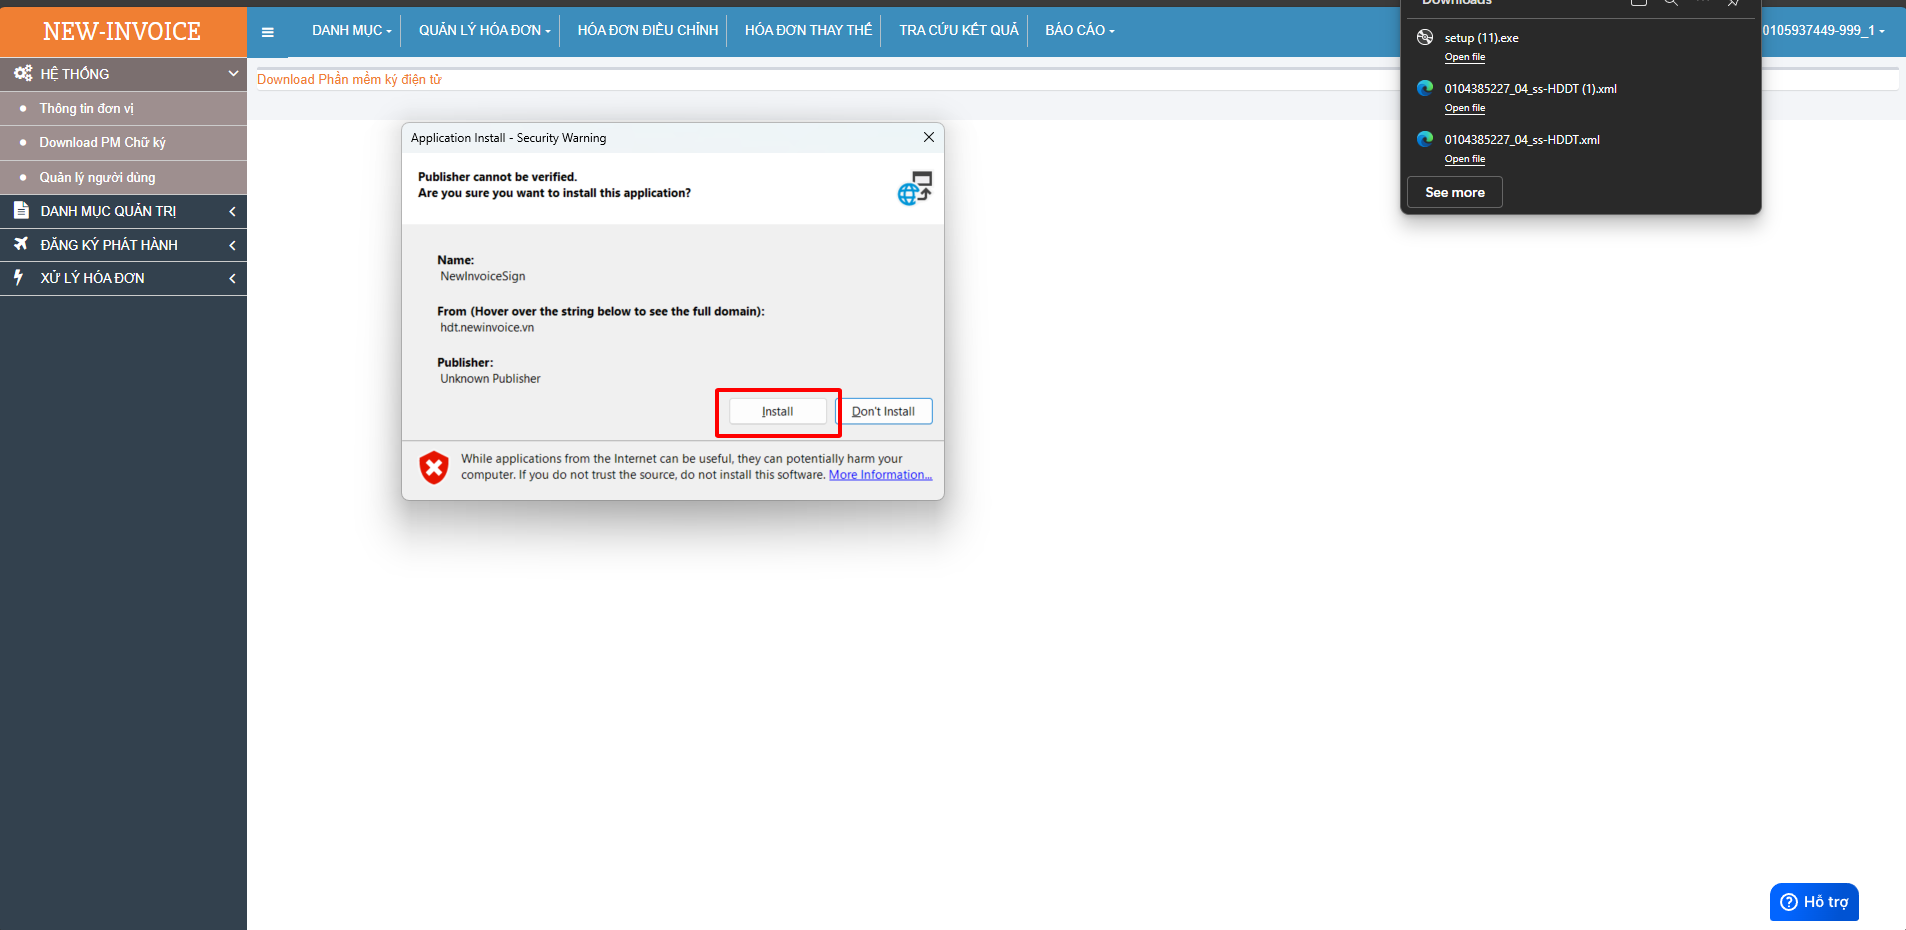 NEW-INVOICE
DANH MỤC
QUẢN LÝ HÓA ĐƠN
HÓA ĐƠN ĐIỀU CHỈNH
HÓA ĐƠN THAY THẾ
TRA CỨU KẾT QUẢ
BÁO CÁO
0105937449-999_1
HỆ THỐNG
Thông tin đơn vị
Download PM Chữ ký
Quản lý người dùng
DANH MỤC QUẢN TRỊ
ĐĂNG KÝ PHÁT HÀNH
XỬ LÝ HÓA ĐƠN
Download Phần mềm ký điện tử
Application Install - Security Warning
Publisher cannot be verified.
Are you sure you want to install this application?
Name:
NewInvoiceSign
From (Hover over the string below to see the full domain):
hdt.newinvoice.vn
Publisher:
Unknown Publisher
Install
Don't Install
While applications from the Internet can be useful, they can potentially harm your
computer. If you do not trust the source, do not install this software. More Information...
Downloads
setup (11).exe
Open file
0104385227_04_ss-HDDT (1).xml
Open file
0104385227_04_ss-HDDT.xml
Open file
See more
Hỗ trợ